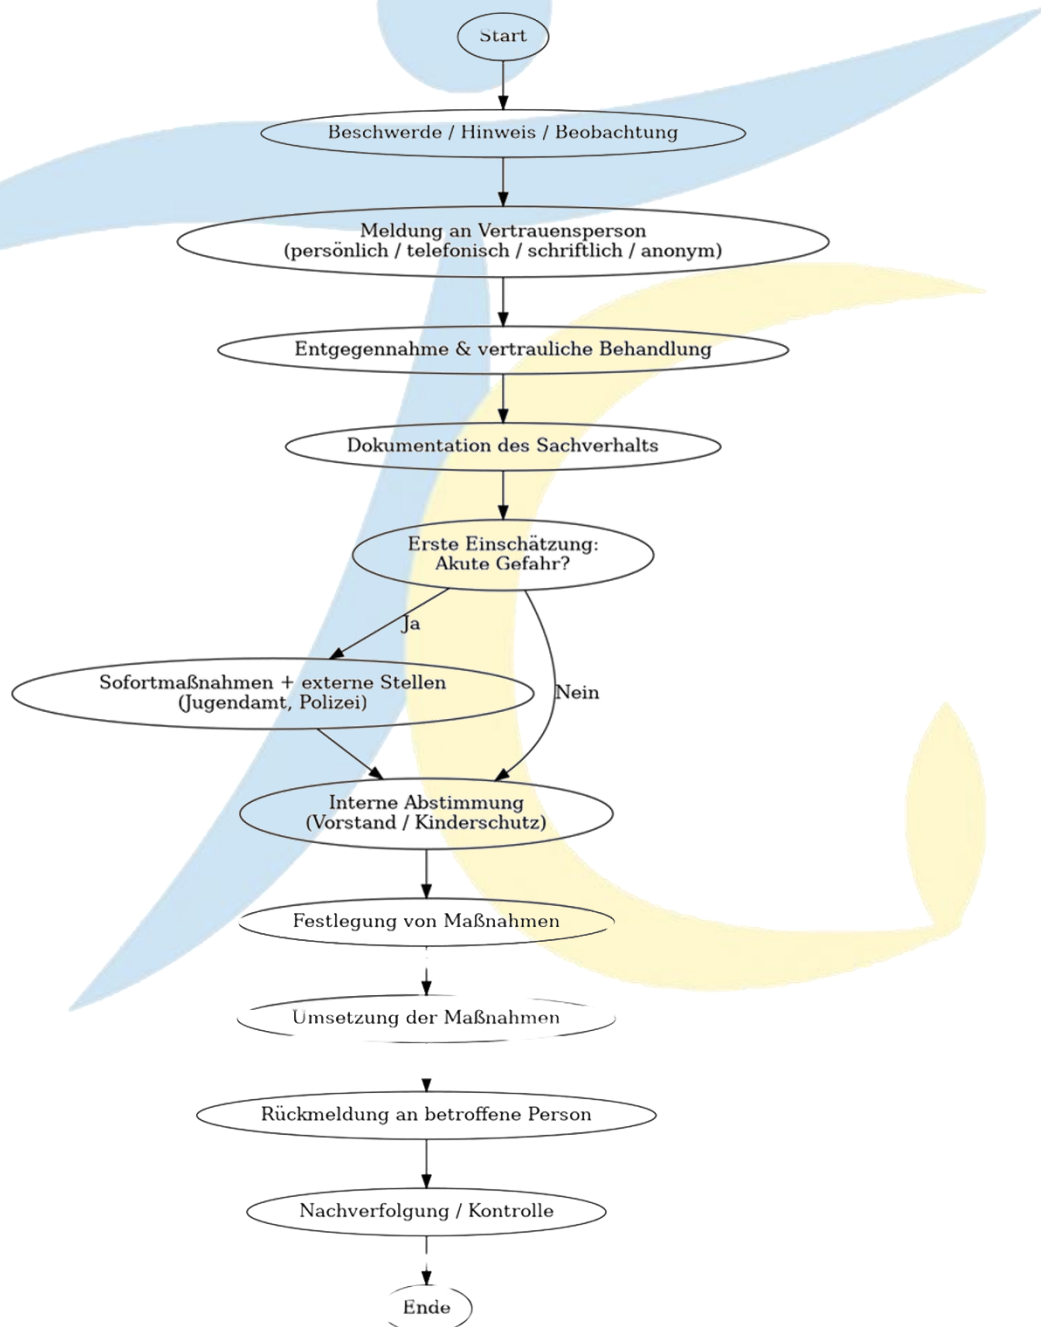 Start
Beschwerde / Hinweis / Beobachtung
Meldung an Vertrauensperson
(persönlich / telefonisch / schriftlich / anonym)
Entgegennahme & vertrauliche Behandlung
Dokumentation des Sachverhalts
Erste Einschätzung:
Akute Gefahr?
Ja
Sofortmaßnahmen + externe Stellen
(Jugendamt, Polizei)
Nein
Interne Abstimmung
(Vorstand / Kinderschutz)
Festlegung von Maßnahmen
Umsetzung der Maßnahmen
Rückmeldung an betroffene Person
Nachverfolgung / Kontrolle
Ende